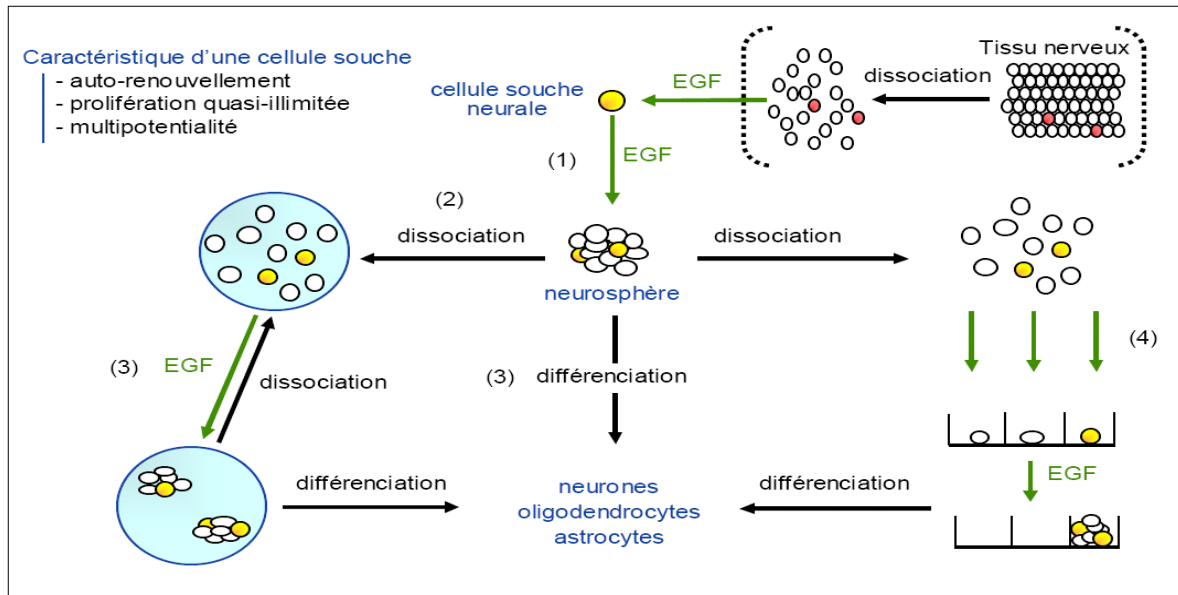 Caractéristique d'une cellule souche
- auto-renouvellement
- prolifération quasi-illimitée
- multipotentialité
cellule souche
neurale
EGF
dissociation
Tissu nerveux
(1)
EGF
(2)
dissociation
dissociation
neurosphère
(3)
EGF
dissociation
(3)
différenciation
(4)
différenciation
neurones
oligodendrocytes
astrocytes
différenciation
EGF